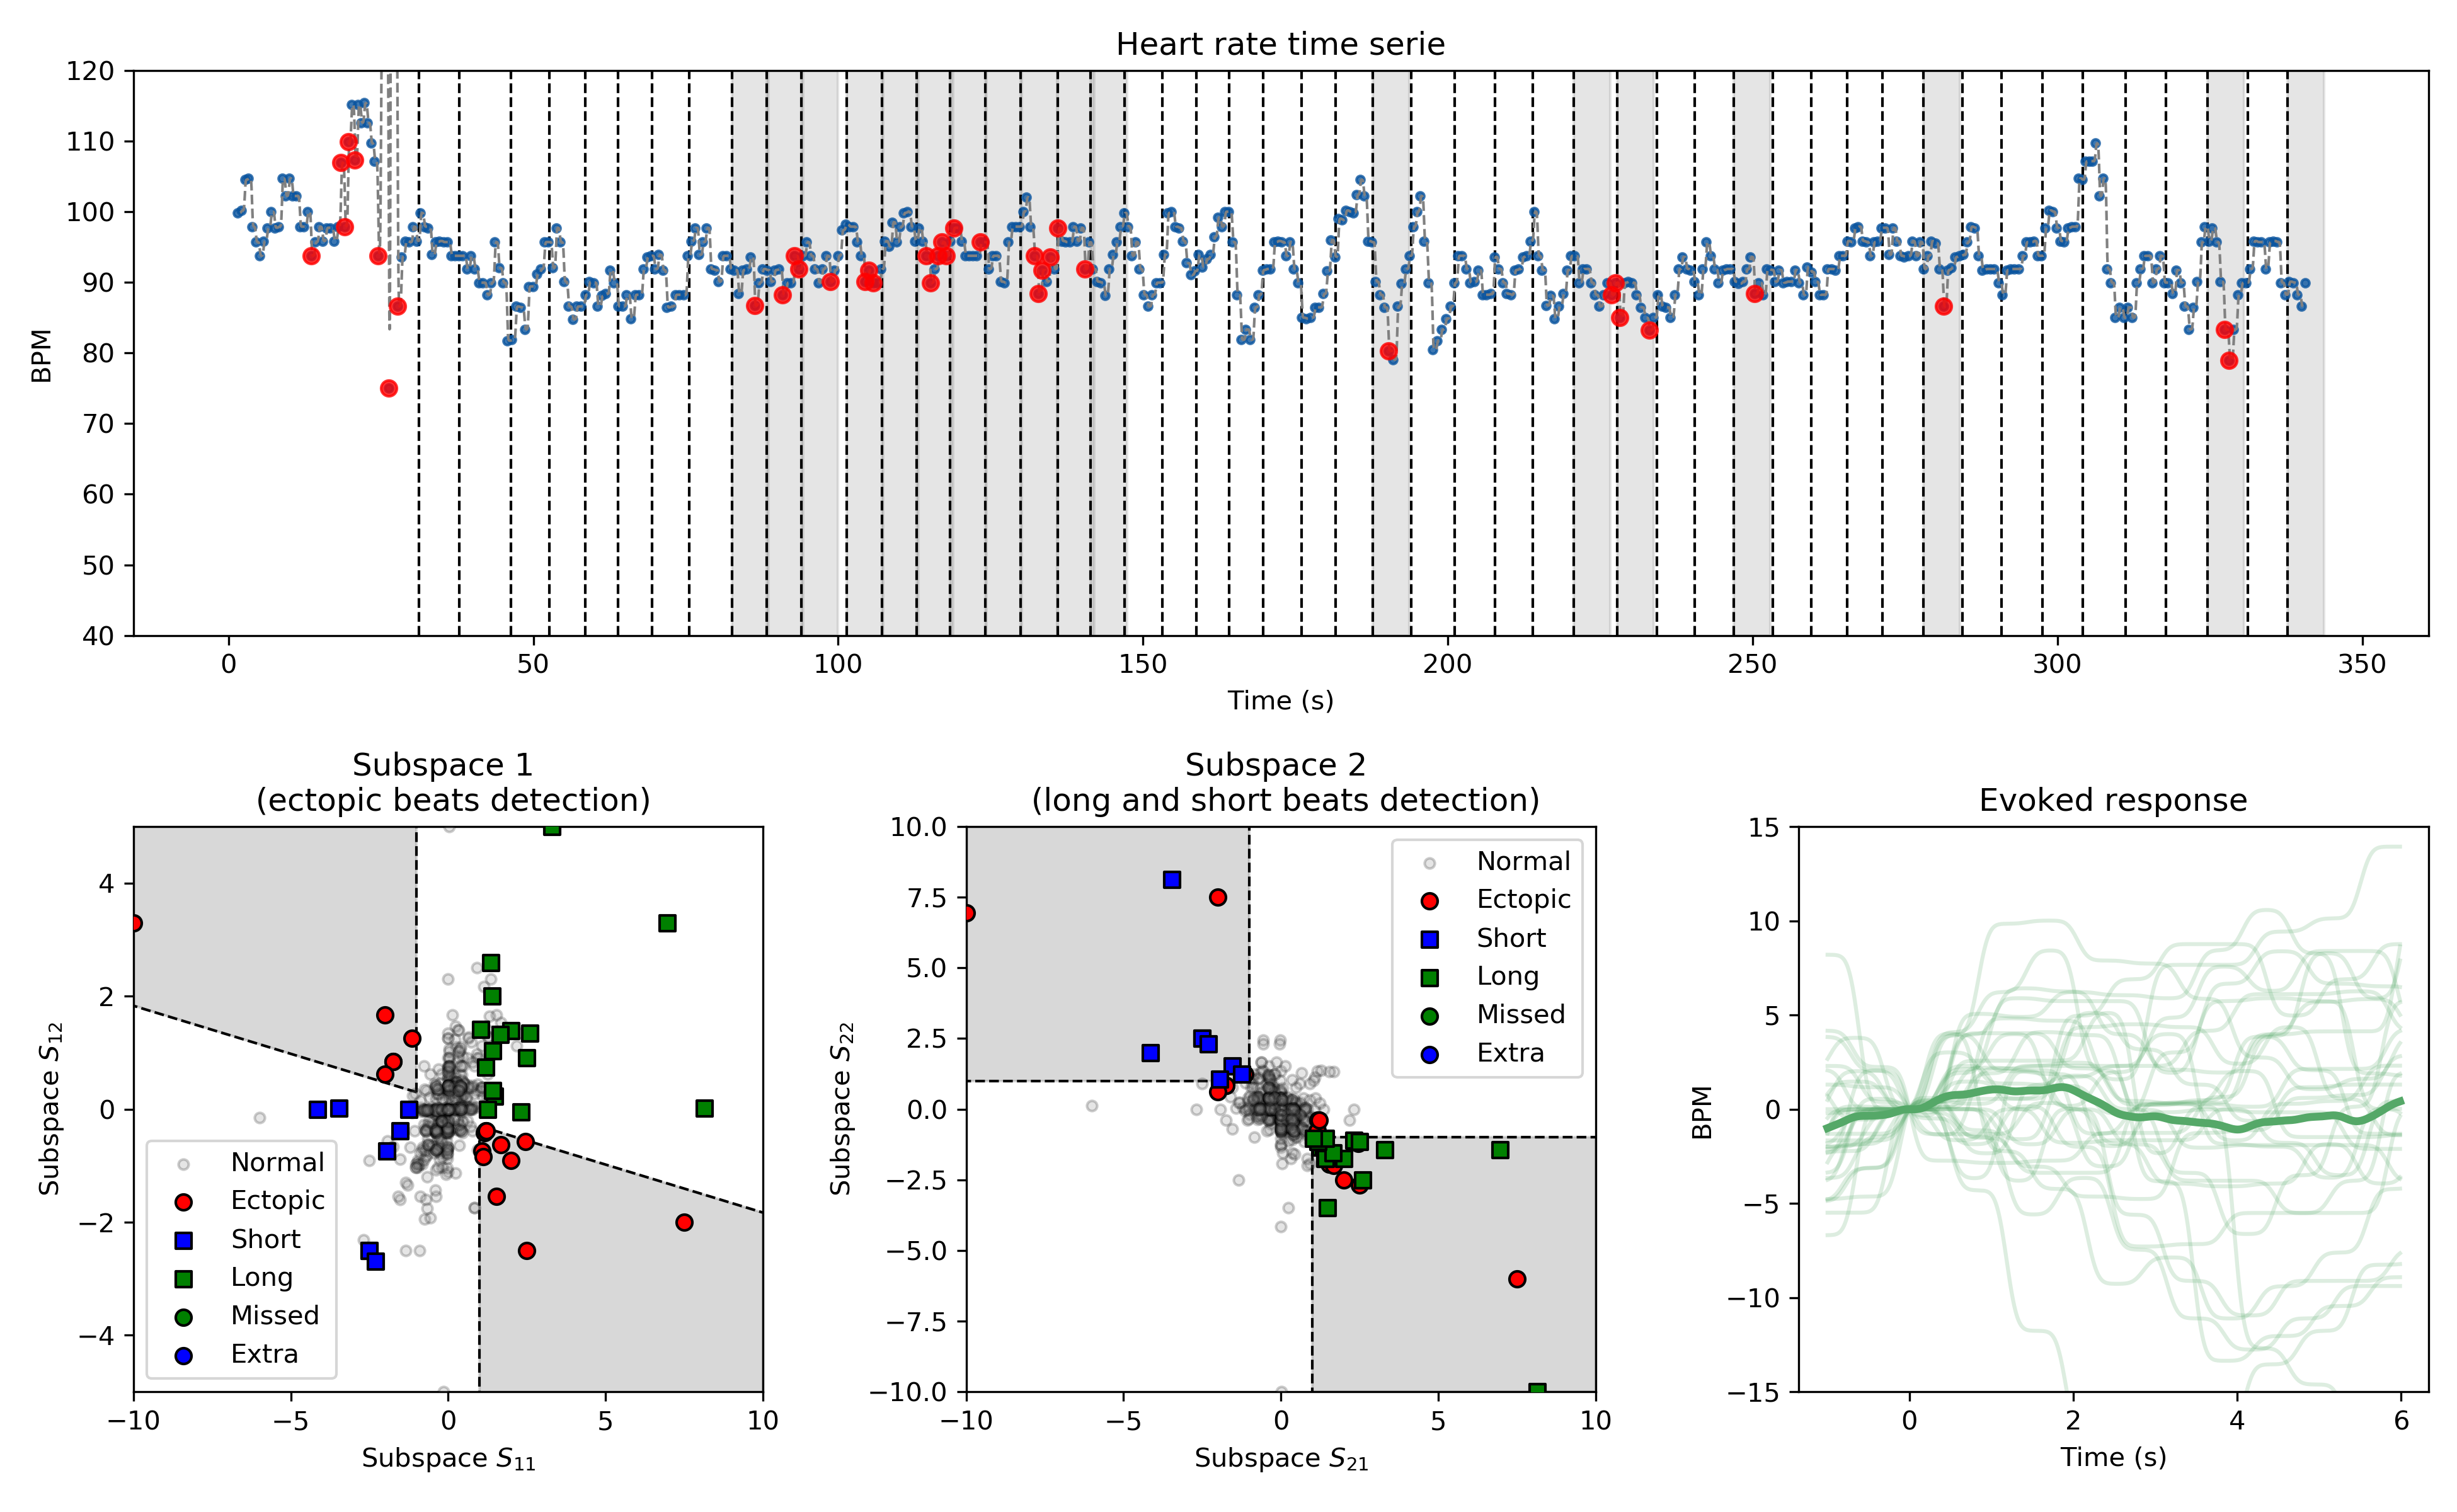 Heart rate time serie
120
110
100
90
80
70
60
50
40
BPM
0 50 100 150 200 250 300 350
Time (s)
Subspace 1
(ectopic beats detection)
4
2
0
−2
−4
Subspace S12
Normal
Ectopic
Short
Long
Missed
Extra
−10 −5 0 5 10
Subspace S11
Subspace 2
(long and short beats detection)
10.0
7.5
5.0
2.5
0.0
−2.5
−5.0
−7.5
−10.0
Subspace S22
Normal
Ectopic
Short
Long
Missed
Extra
−10 −5 0 5 10
Subspace S21
Evoked response
15
10
5
0
−5
−10
−15
BPM
0 2 4 6
Time (s)